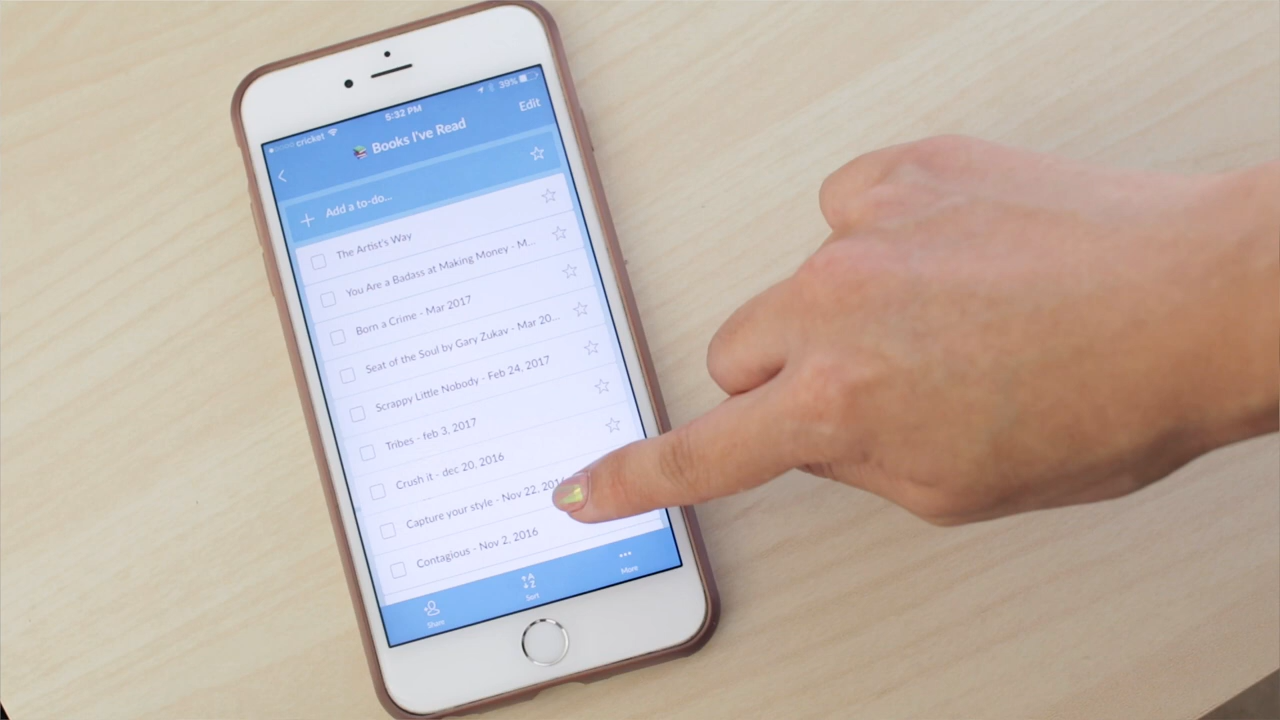 cricket 5:32 PM 39%
Books I've Read
Edit
Add a to-do...
The Artist's Way
You Are a Badass at Making Money - M...
Born a Crime - Mar 2017
Seat of the Soul by Gary Zukav - Mar 20...
Scrappy Little Nobody - Feb 24, 2017
Tribes - feb 3, 2017
Crush it - dec 20, 2016
Capture your style - Nov 22, 2016
Contagious - Nov 2, 2016
Share
Sort
More